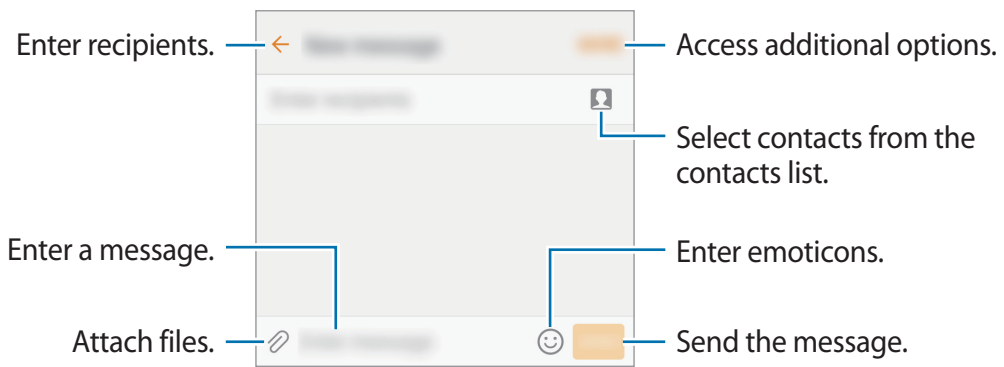 Enter recipients.
Access additional options.
Select contacts from the
contacts list.
Enter a message.
Enter emoticons.
Attach files.
Send the message.